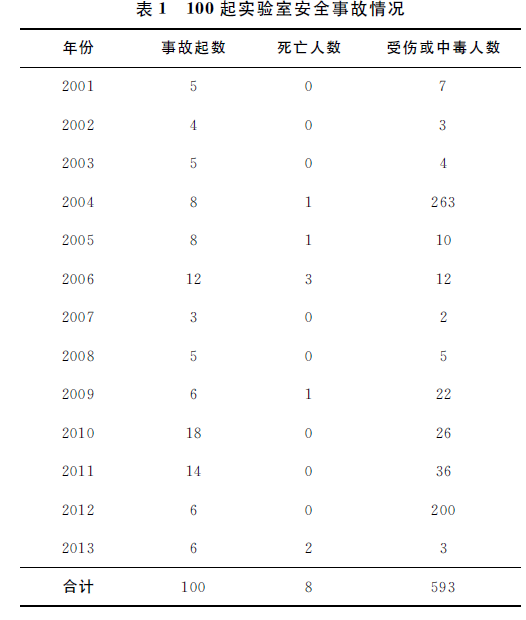 表 1 100 起实验室安全事故情况
年份 事故起数 死亡人数 受伤或中毒人数
2001 5 0 7
2002 4 0 3
2003 5 0 4
2004 8 1 263
2005 8 1 10
2006 12 3 12
2007 3 0 2
2008 5 0 5
2009 6 1 22
2010 18 0 26
2011 14 0 36
2012 6 0 200
2013 6 2 3
合计 100 8 593